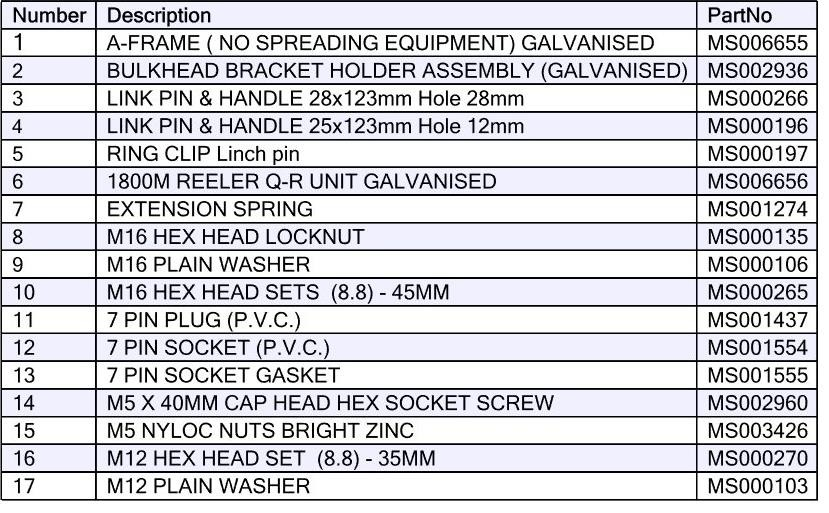 Number Description PartNo
1 A-FRAME ( NO SPREADING EQUIPMENT) GALVANISED MS006655
2 BULKHEAD BRACKET HOLDER ASSEMBLY (GALVANISED) MS002936
3 LINK PIN & HANDLE 28x123mm Hole 28mm MS000266
4 LINK PIN & HANDLE 25x123mm Hole 12mm MS000196
5 RING CLIP Linch pin MS000197
6 1800M REELER Q-R UNIT GALVANISED MS006656
7 EXTENSION SPRING MS001274
8 M16 HEX HEAD LOCKNUT MS000135
9 M16 PLAIN WASHER MS000106
10 M16 HEX HEAD SETS (8.8) - 45MM MS000265
11 7 PIN PLUG (P.V.C.) MS001437
12 7 PIN SOCKET (P.V.C.) MS001554
13 7 PIN SOCKET GASKET MS001555
14 M5 X 40MM CAP HEAD HEX SOCKET SCREW MS002960
15 M5 NYLOC NUTS BRIGHT ZINC MS003426
16 M12 HEX HEAD SET (8.8) - 35MM MS000270
17 M12 PLAIN WASHER MS000103